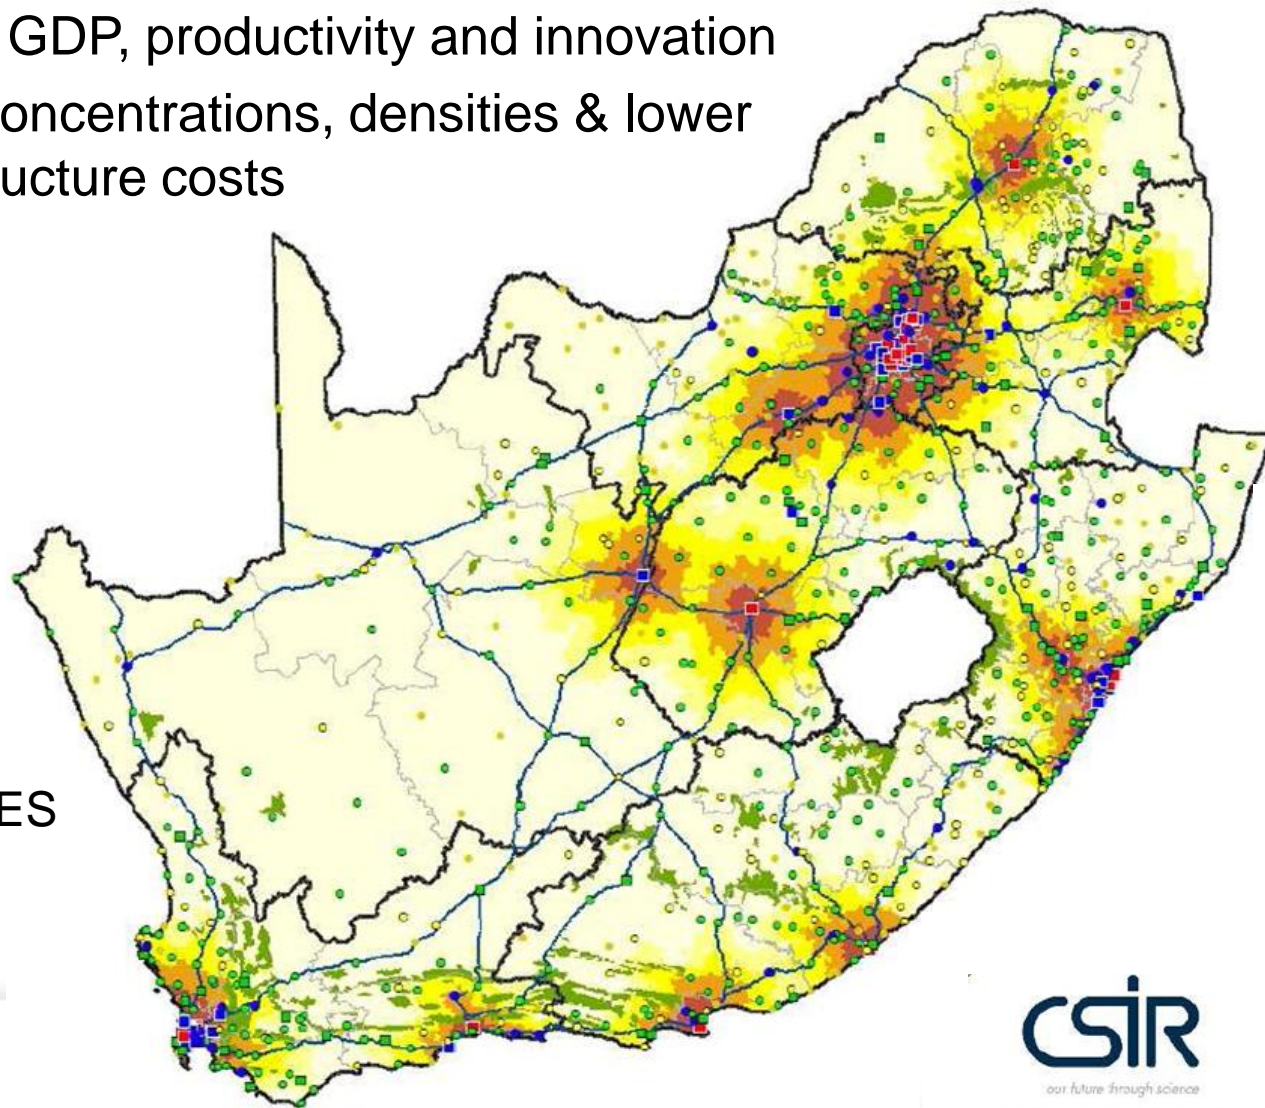 GDP, productivity and innovation
oncentrations, densities & lower
ucture costs
ES
CSIR
our future through science